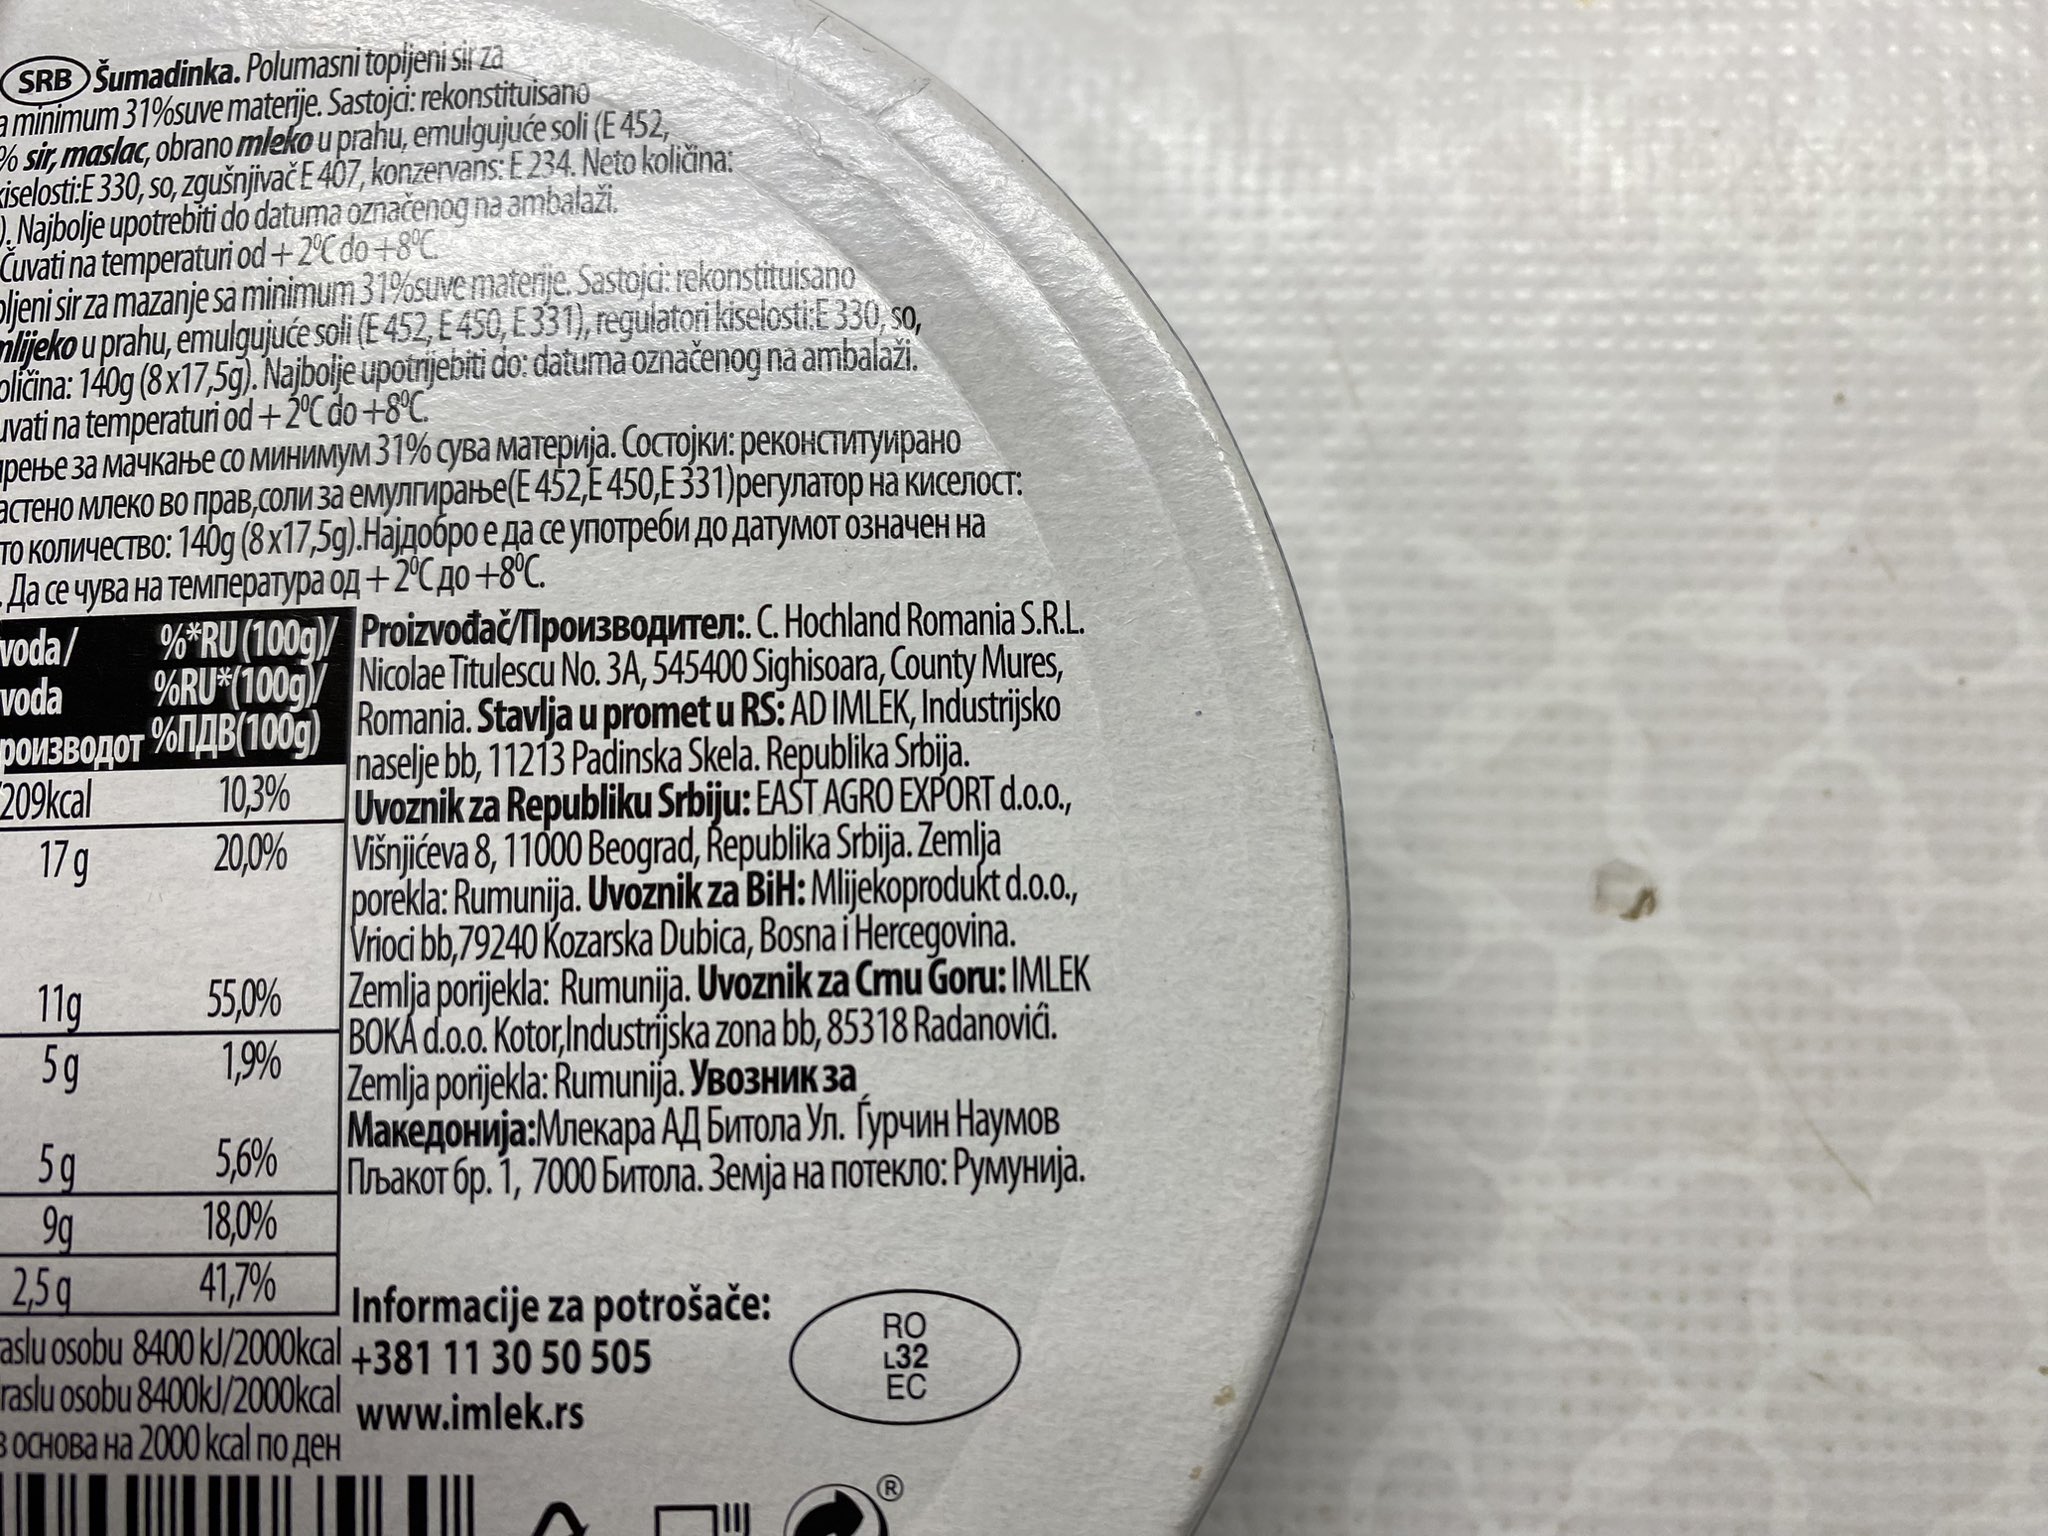 SRB Šumadinka. Polumasni topljeni sir za
a minimum 31%suve materije. Sastojci: rekonstituisano
% sir, maslac, obrano mleko u prahu, emulgujuće soli (E 452,
kiselosti:E 330, so, zgušnjivač E 407, konzervans: E 234. Neto količina:
). Najbolje upotrebiti do datuma označenog na ambalaži.
Čuvati na temperaturi od + 2ºC do +8ºC.
sir za mazanje sa minimum 31%suve materije. Sastojci: rekonstituisano
mlijeko u prahu, emulgujuće soli (E 452, E 450, E 331), regulatori kiselosti:E 330, so,
140g (8 x17,5g). Najbolje upotrijebiti do: datuma označenog na ambalaži.
na temperaturi od + 2ºC do +8ºC.
за мачкање со минимум 31% сува материја. Состојки: реконституирано
млеко во прав,соли за емулгирање(E 452,E 450,E 331)регулатор на киселост:
количество: 140g (8 x17,5g).Најдобро е да се употреби до датумот означен на
. Да се чува на температура од + 2ºC до +8ºC.
voda/ %*RU(100g)/
voda %RU*(100g)/
%ПДВ(100g)
209kcal 10,3%
17 g 20,0%
11g 55,0%
5 g 1,9%
5 g 5,6%
9g 18,0%
2,5 g 41,7%
osobu 8400 kJ/2000kcal
osobu 8400kJ/2000kcal
основа на 2000 kcal по ден
Proizvođač/Производител:. C. Hochland Romania S.R.L.
Nicolae Titulescu No. 3A, 545400 Sighisoara, County Mures,
Romania. Stavlja u promet u RS: AD IMLEK, Industrijsko
naselje bb, 11213 Padinska Skela. Republika Srbija.
Uvoznik za Republiku Srbiju: EAST AGRO EXPORT d.o.o.,
Višnjićeva 8, 11000 Beograd, Republika Srbija. Zemlja
porekla: Rumunija. Uvoznik za BiH: Mlijekoprodukt d.o.o.,
Vrioci bb,79240 Kozarska Dubica, Bosna i Hercegovina.
Zemlja porijekla: Rumunija. Uvoznik za Crnu Goru: IMLEK
BOKA d.o.o. Kotor,Industrijska zona bb, 85318 Radanovići.
Zemlja porijekla: Rumunija. Увозник за
Македонија:Млекара АД Битола Ул. Ѓурчин Наумов
Пљакот бр. 1, 7000 Битола. Земја на потекло: Румунија.
Informacije za potrošače:
+381 11 30 50 505
www.imlek.rs
RO
L32
EC
®